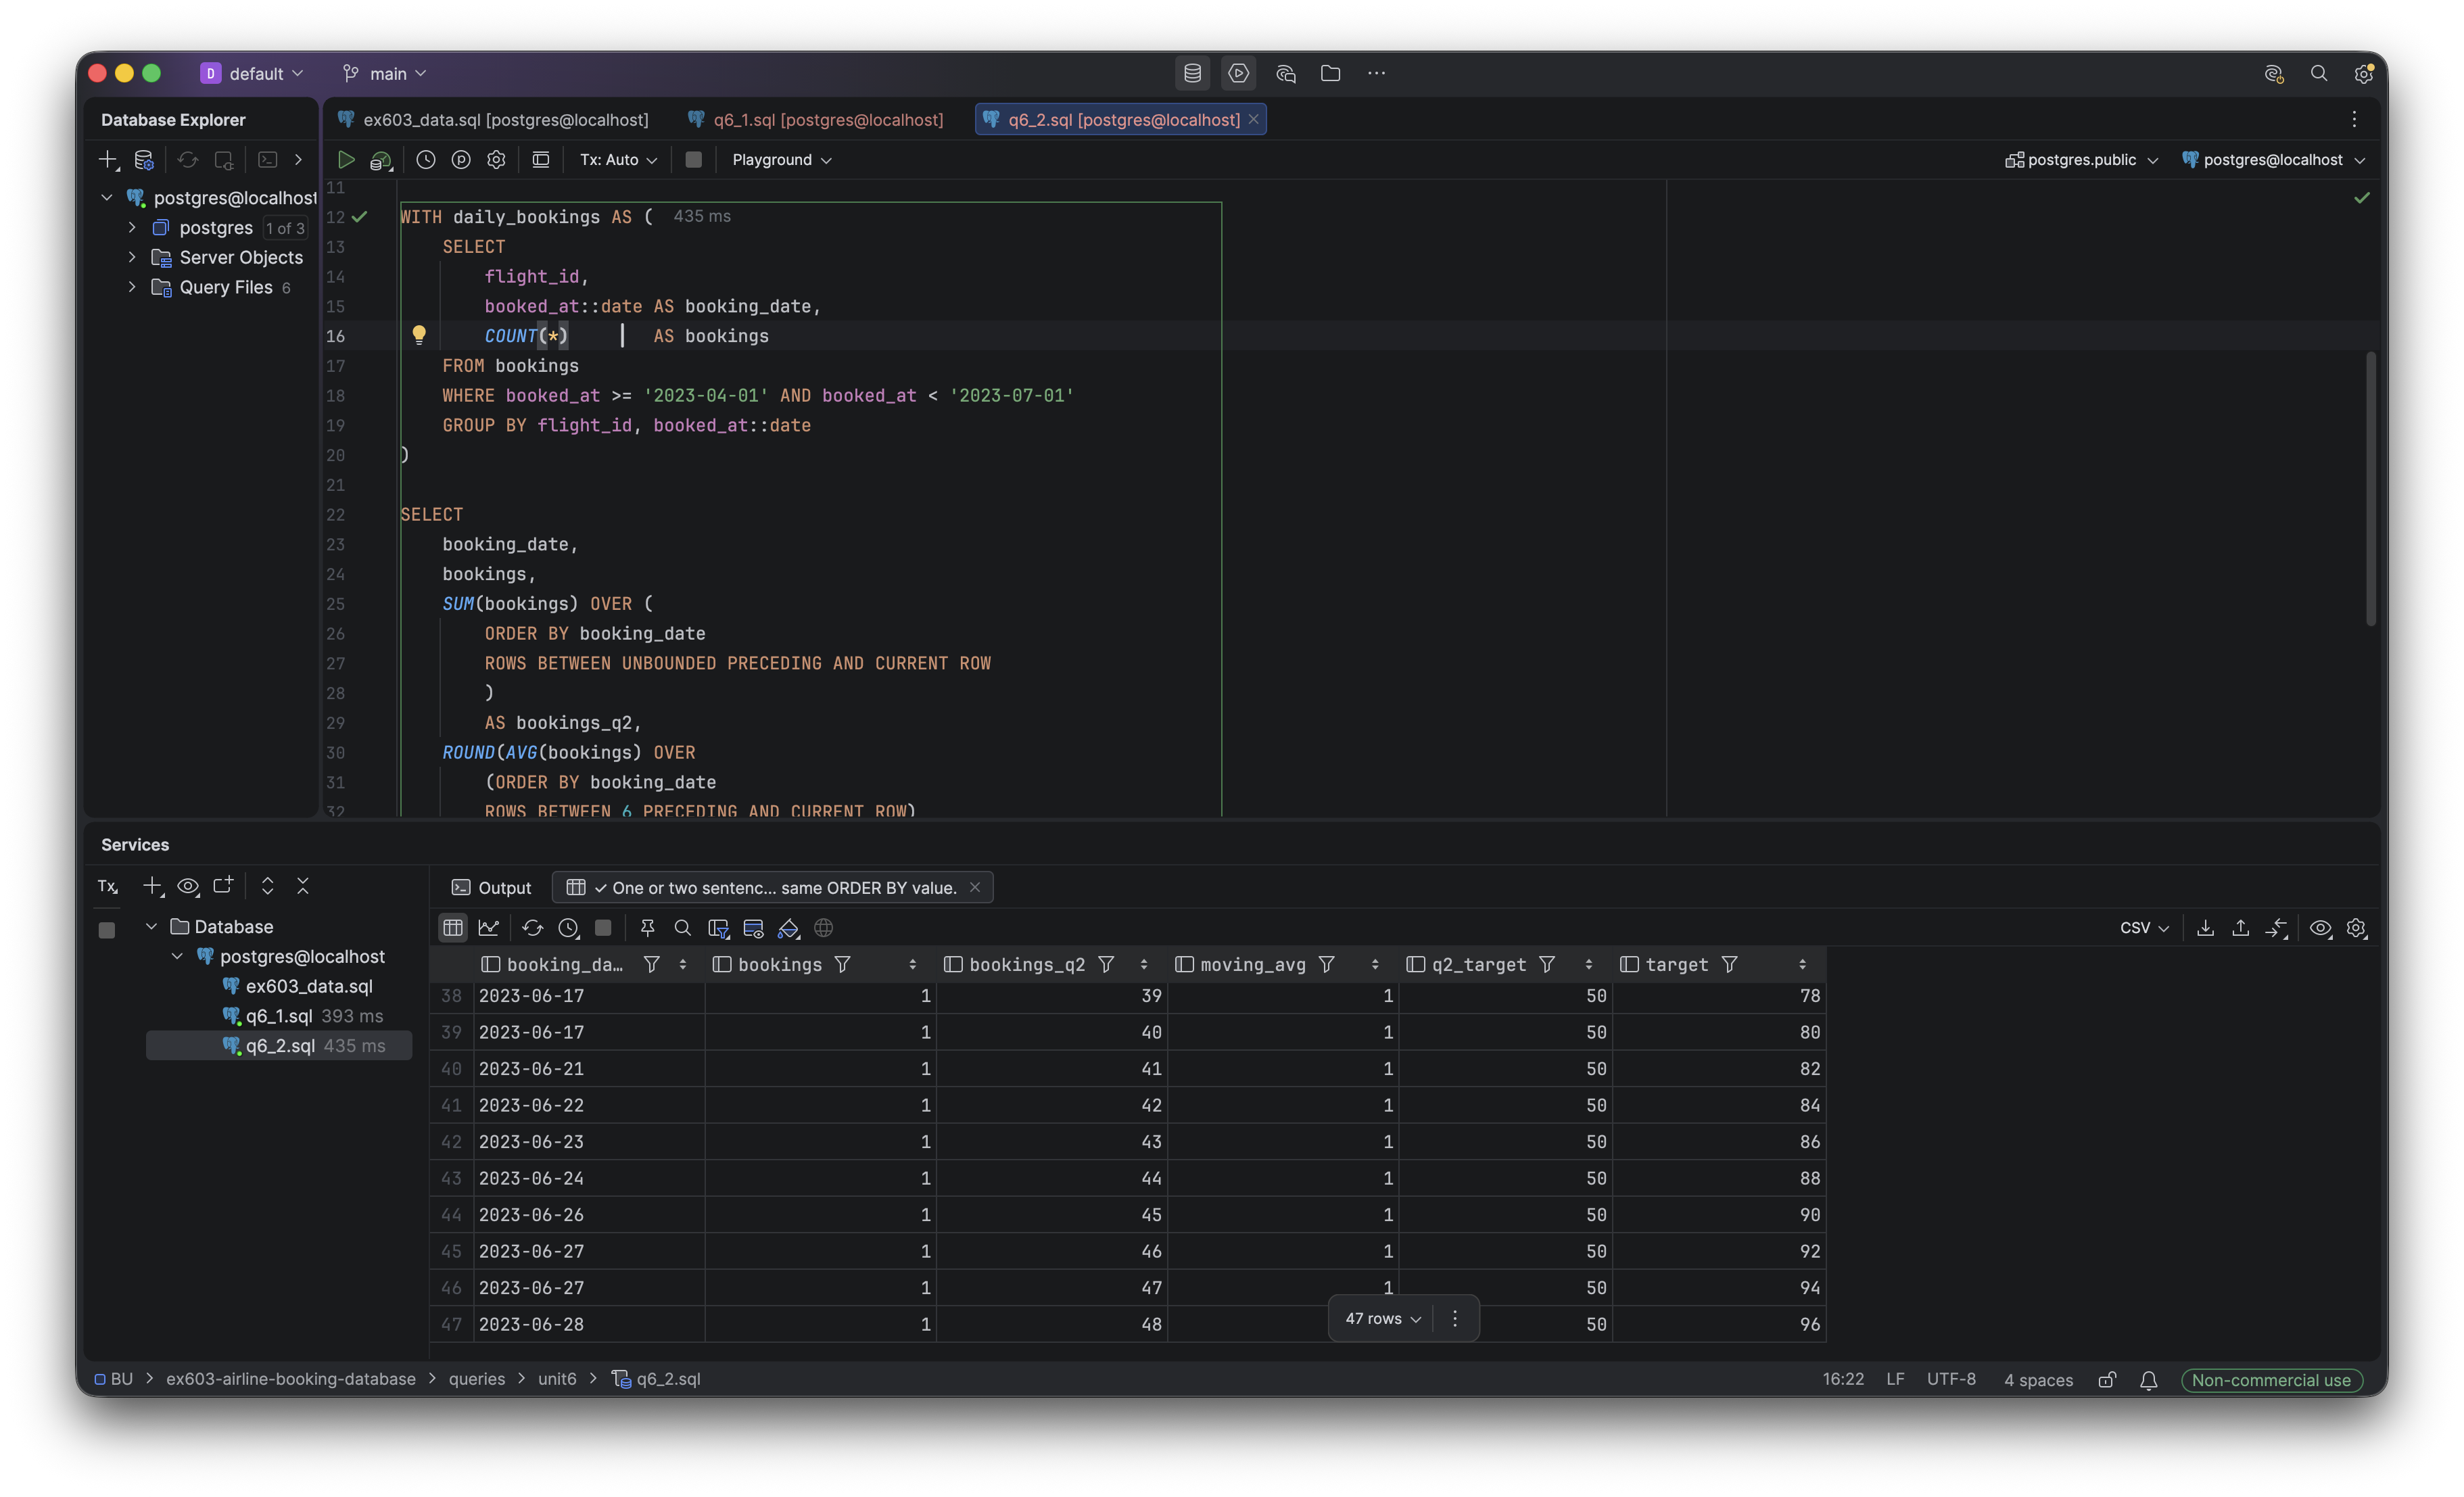 D default main
Database Explorer
ex603_data.sql [postgres@localhost]
q6_1.sql [postgres@localhost]
q6_2.sql [postgres@localhost]
Tx: Auto
Playground
postgres.public
postgres@localhost
postgres@localhost
postgres 1 of 3
Server Objects
Query Files 6
11
12 WITH daily_bookings AS ( 435 ms
13 SELECT
14 flight_id,
15 booked_at::date AS booking_date,
16 COUNT(*) AS bookings
17 FROM bookings
18 WHERE booked_at >= '2023-04-01' AND booked_at < '2023-07-01'
19 GROUP BY flight_id, booked_at::date
20 )
21
22 SELECT
23 booking_date,
24 bookings,
25 SUM(bookings) OVER (
26 ORDER BY booking_date
27 ROWS BETWEEN UNBOUNDED PRECEDING AND CURRENT ROW
28 )
29 AS bookings_q2,
30 ROUND(AVG(bookings) OVER
31 (ORDER BY booking_date
32 ROWS BETWEEN 6 PRECEDING AND CURRENT ROW)
Services
Tx
Database
postgres@localhost
ex603_data.sql
q6_1.sql 393 ms
q6_2.sql 435 ms
Output
One or two sentenc... same ORDER BY value.
CSV
booking_da... bookings bookings_q2 moving_avg q2_target target
38 2023-06-17 1 39 1 50 78
39 2023-06-17 1 40 1 50 80
40 2023-06-21 1 41 1 50 82
41 2023-06-22 1 42 1 50 84
42 2023-06-23 1 43 1 50 86
43 2023-06-24 1 44 1 50 88
44 2023-06-26 1 45 1 50 90
45 2023-06-27 1 46 1 50 92
46 2023-06-27 1 47 1 50 94
47 2023-06-28 1 48 50 96
47 rows
BU > ex603-airline-booking-database > queries > unit6 > q6_2.sql
16:22 LF UTF-8 4 spaces Non-commercial use